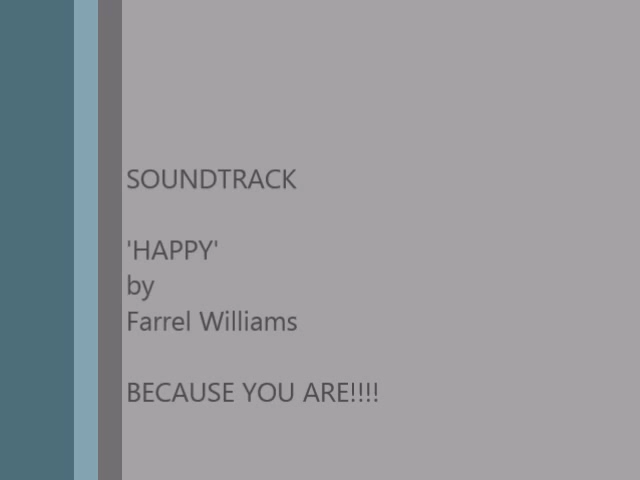 SOUNDTRACK
'HAPPY'
by
Farrel Williams
BECAUSE YOU ARE!!!!